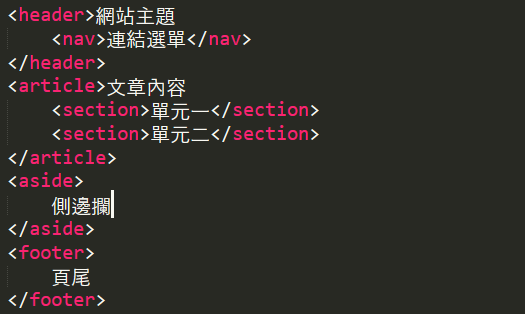 <header>網站主題
<nav>連結選單</nav>
</header>
<article>文章內容
<section>單元一</section>
<section>單元二</section>
</article>
<aside>
側邊攔
</aside>
<footer>
頁尾
</footer>